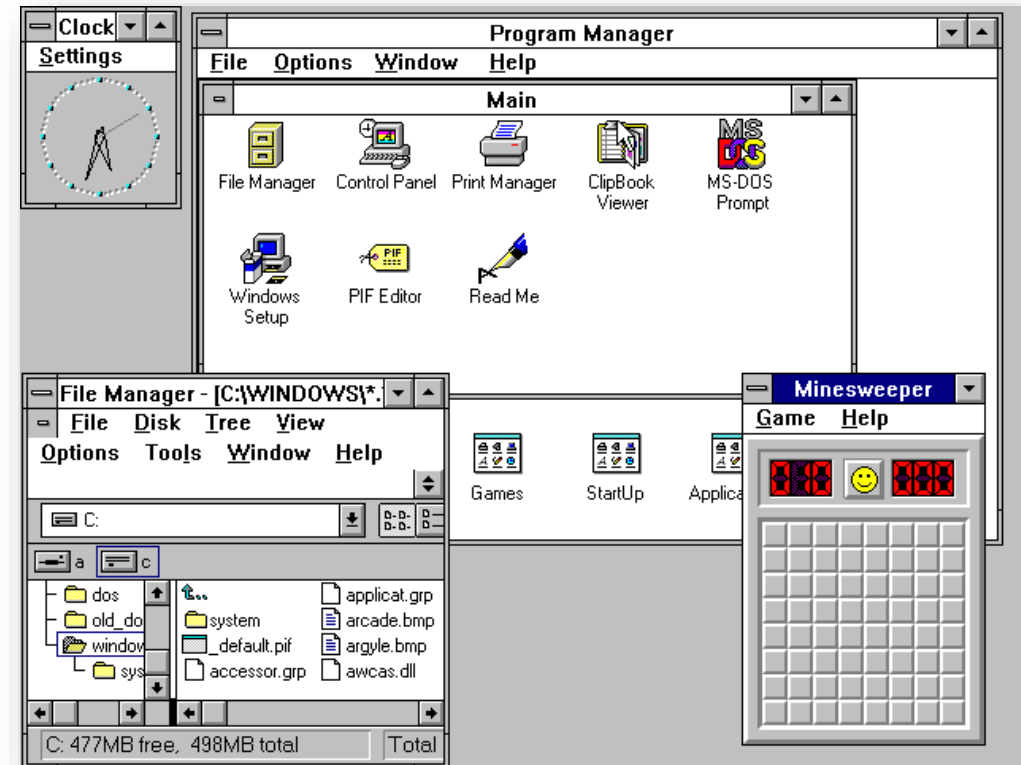 Clock
Settings
Program Manager
File Options Window Help
Main
File Manager
Control Panel
Print Manager
ClipBook
Viewer
MS-DOS
Prompt
Windows
Setup
PIF
PIF Editor
Read Me
File Manager - [C:\WINDOWS\*.
File Disk Tree View
Options Tools Window Help
C:
a
c
dos
old_do
window
sys
system
_default.pif
accessor.grp
applicat.grp
arcade.bmp
argyle.bmp
awcas.dll
C: 477MB free, 498MB total
Total
Games
StartUp
Applica
Minesweeper
Game Help